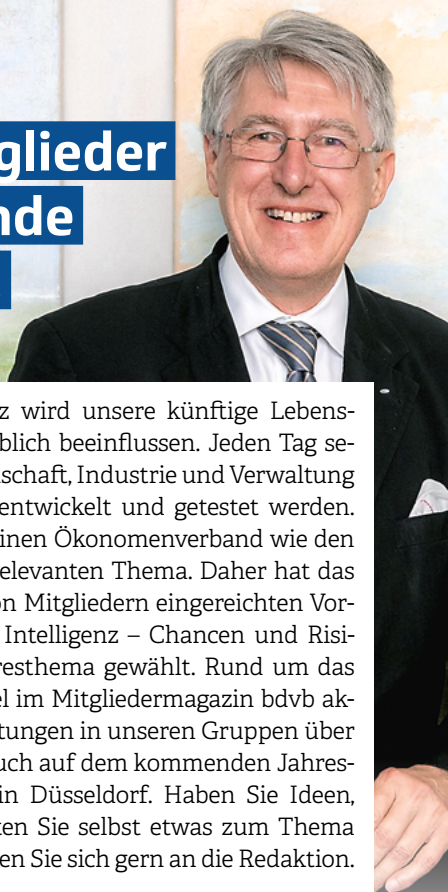 glieder
nde
z wird unsere künftige Lebens-
blich beeinflussen. Jeden Tag se-
schaft, Industrie und Verwaltung
entwickelt und getestet werden.
inen Ökonomenverband wie den
elevanten Thema. Daher hat das
on Mitgliedern eingereichten Vor-
Intelligenz – Chancen und Risi-
resthema gewählt. Rund um das
el im Mitgliedermagazin bdvb ak-
tungen in unseren Gruppen über
uch auf dem kommenden Jahres-
in Düsseldorf. Haben Sie Ideen,
ten Sie selbst etwas zum Thema
en Sie sich gern an die Redaktion.